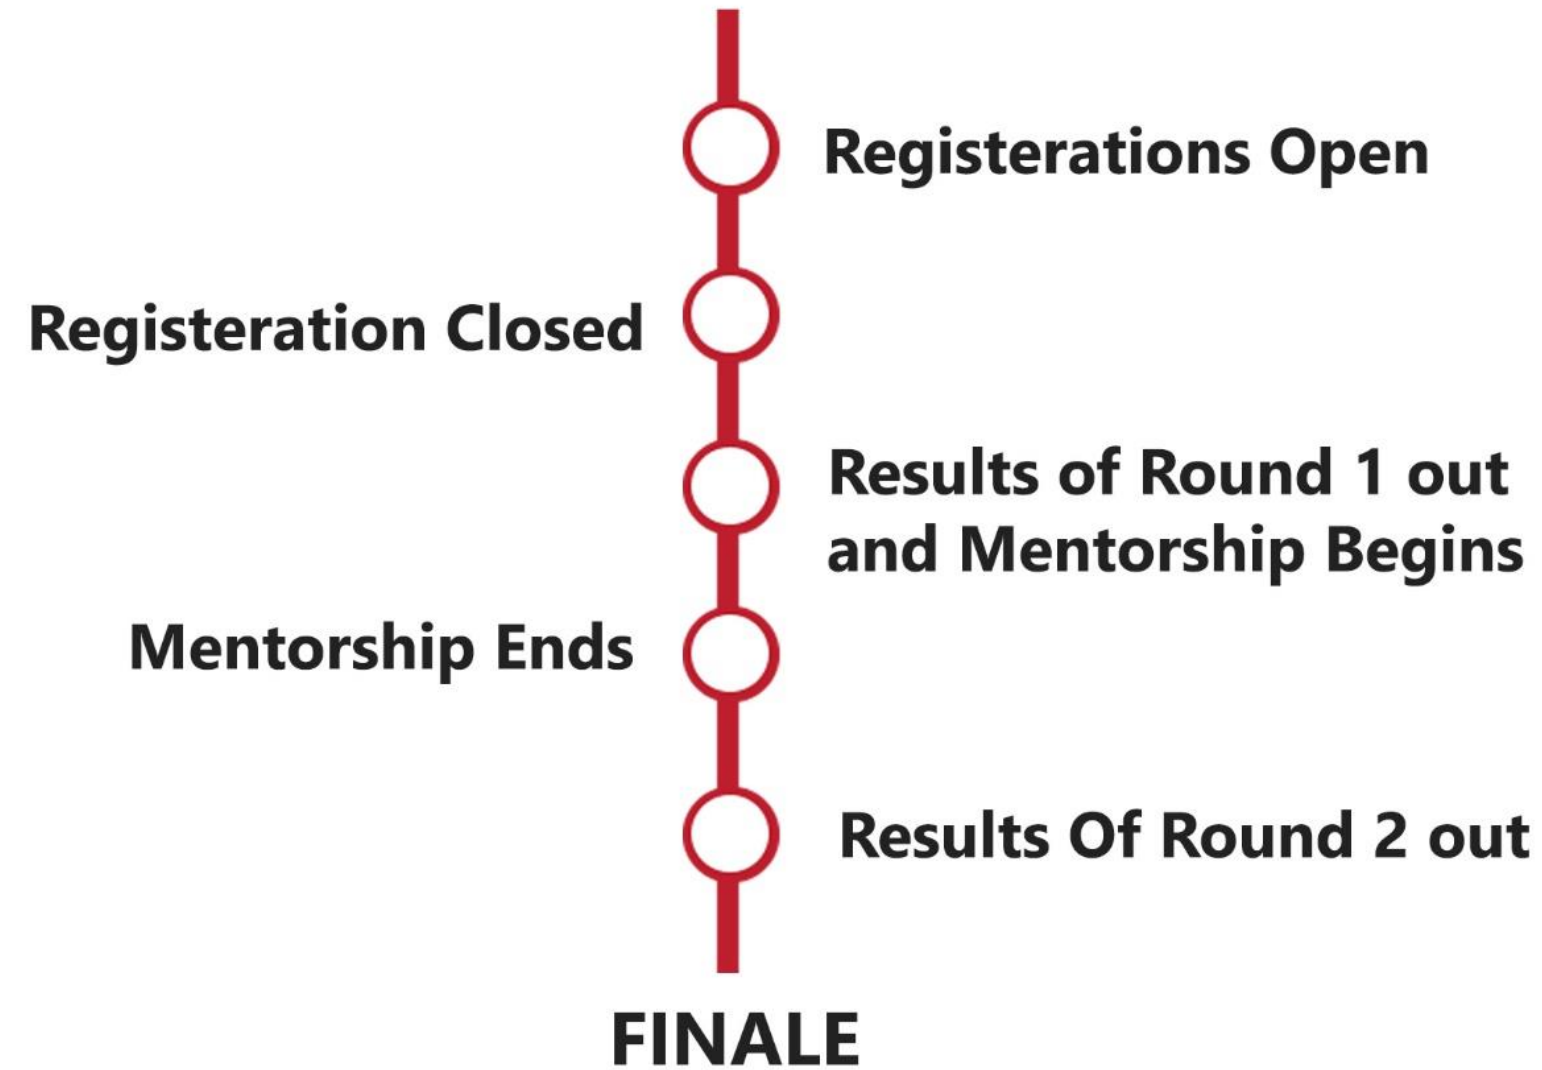 Registerations Open
Registeration Closed
Results of Round 1 out
and Mentorship Begins
Mentorship Ends
Results Of Round 2 out
FINALE